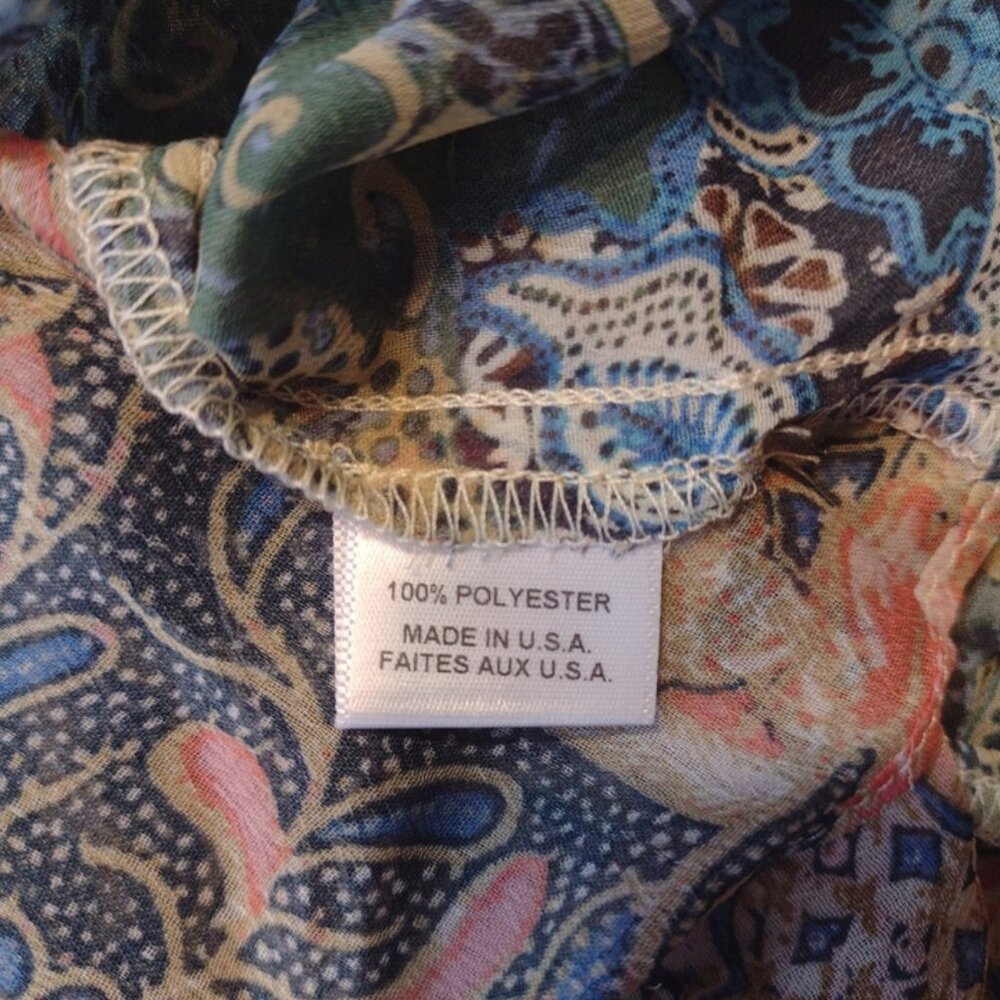 100% POLYESTER
MADE IN U.S.A.
FAITES AUX U.S.A.